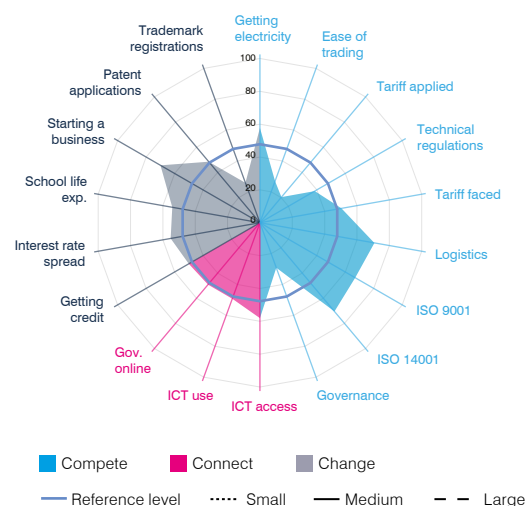 Getting
electricity
Ease of
trading
Tariff applied
Technical
regulations
Tariff faced
Logistics
ISO 9001
ISO 14001
Governance
ICT access
ICT use
Gov.
online
Getting
credit
Interest rate
spread
School life
exp.
Starting a
business
Patent
applications
Trademark
registrations
100
80
60
40
20
0
Compete
Connect
Change
Reference level
Small
Medium
Large